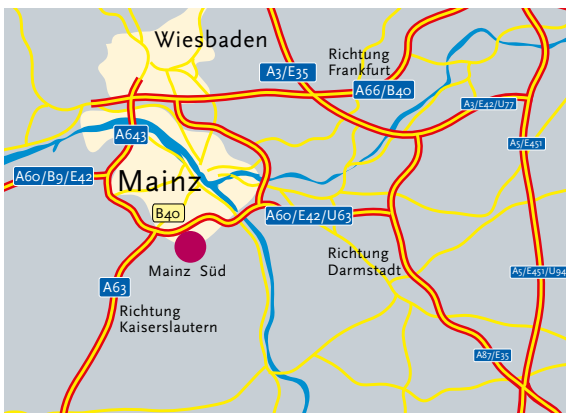 Wiesbaden
Richtung
Frankfurt
A3/E35
A66/B40
A3/E42/U77
A643
A5/E451
A60/B9/E42
Mainz
B40
A60/E42/U63
Mainz Süd
Richtung
Darmstadt
A5/E451/U94
A63
Richtung
Kaiserslautern
A87/E35